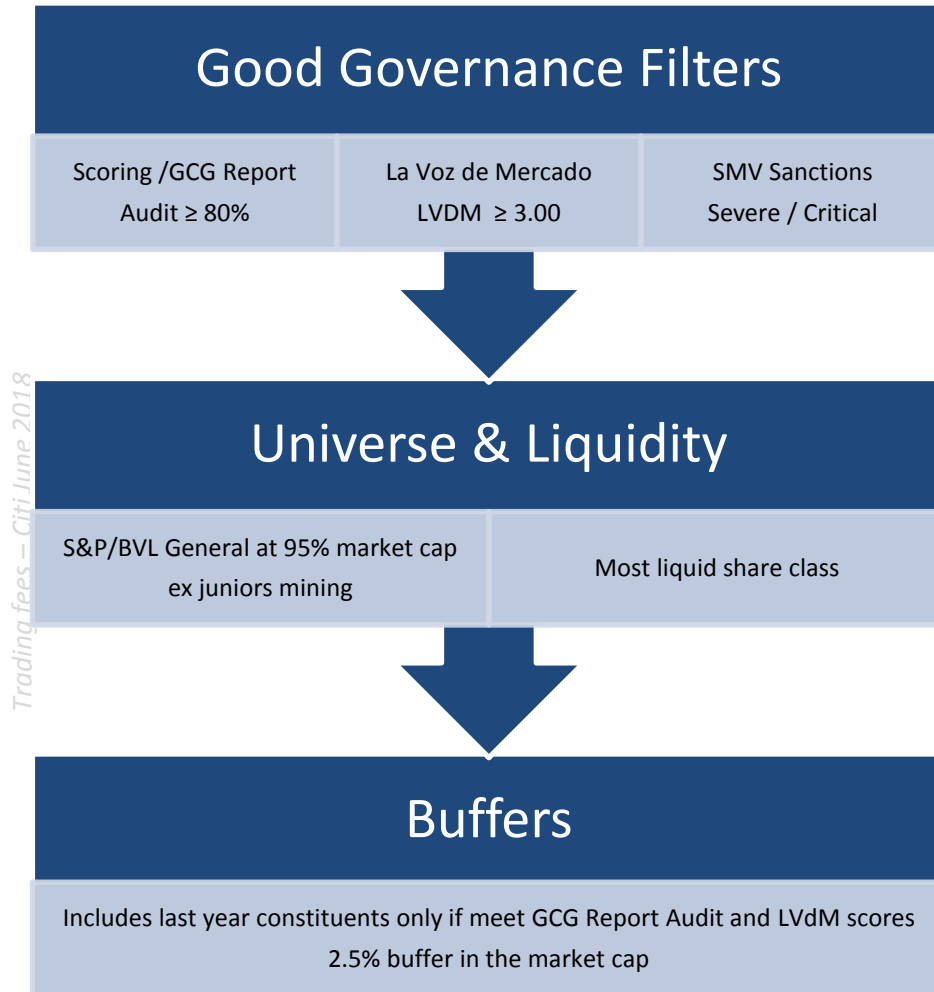 Good Governance Filters
Scoring /GCG Report
Audit ≥ 80%
La Voz de Mercado
LVDM ≥ 3.00
SMV Sanctions
Severe / Critical
Trading fees – Citi June 2018
Universe & Liquidity
S&P/BVL General at 95% market cap
ex juniors mining
Most liquid share class
Buffers
Includes last year constituents only if meet GCG Report Audit and LVdM scores
2.5% buffer in the market cap